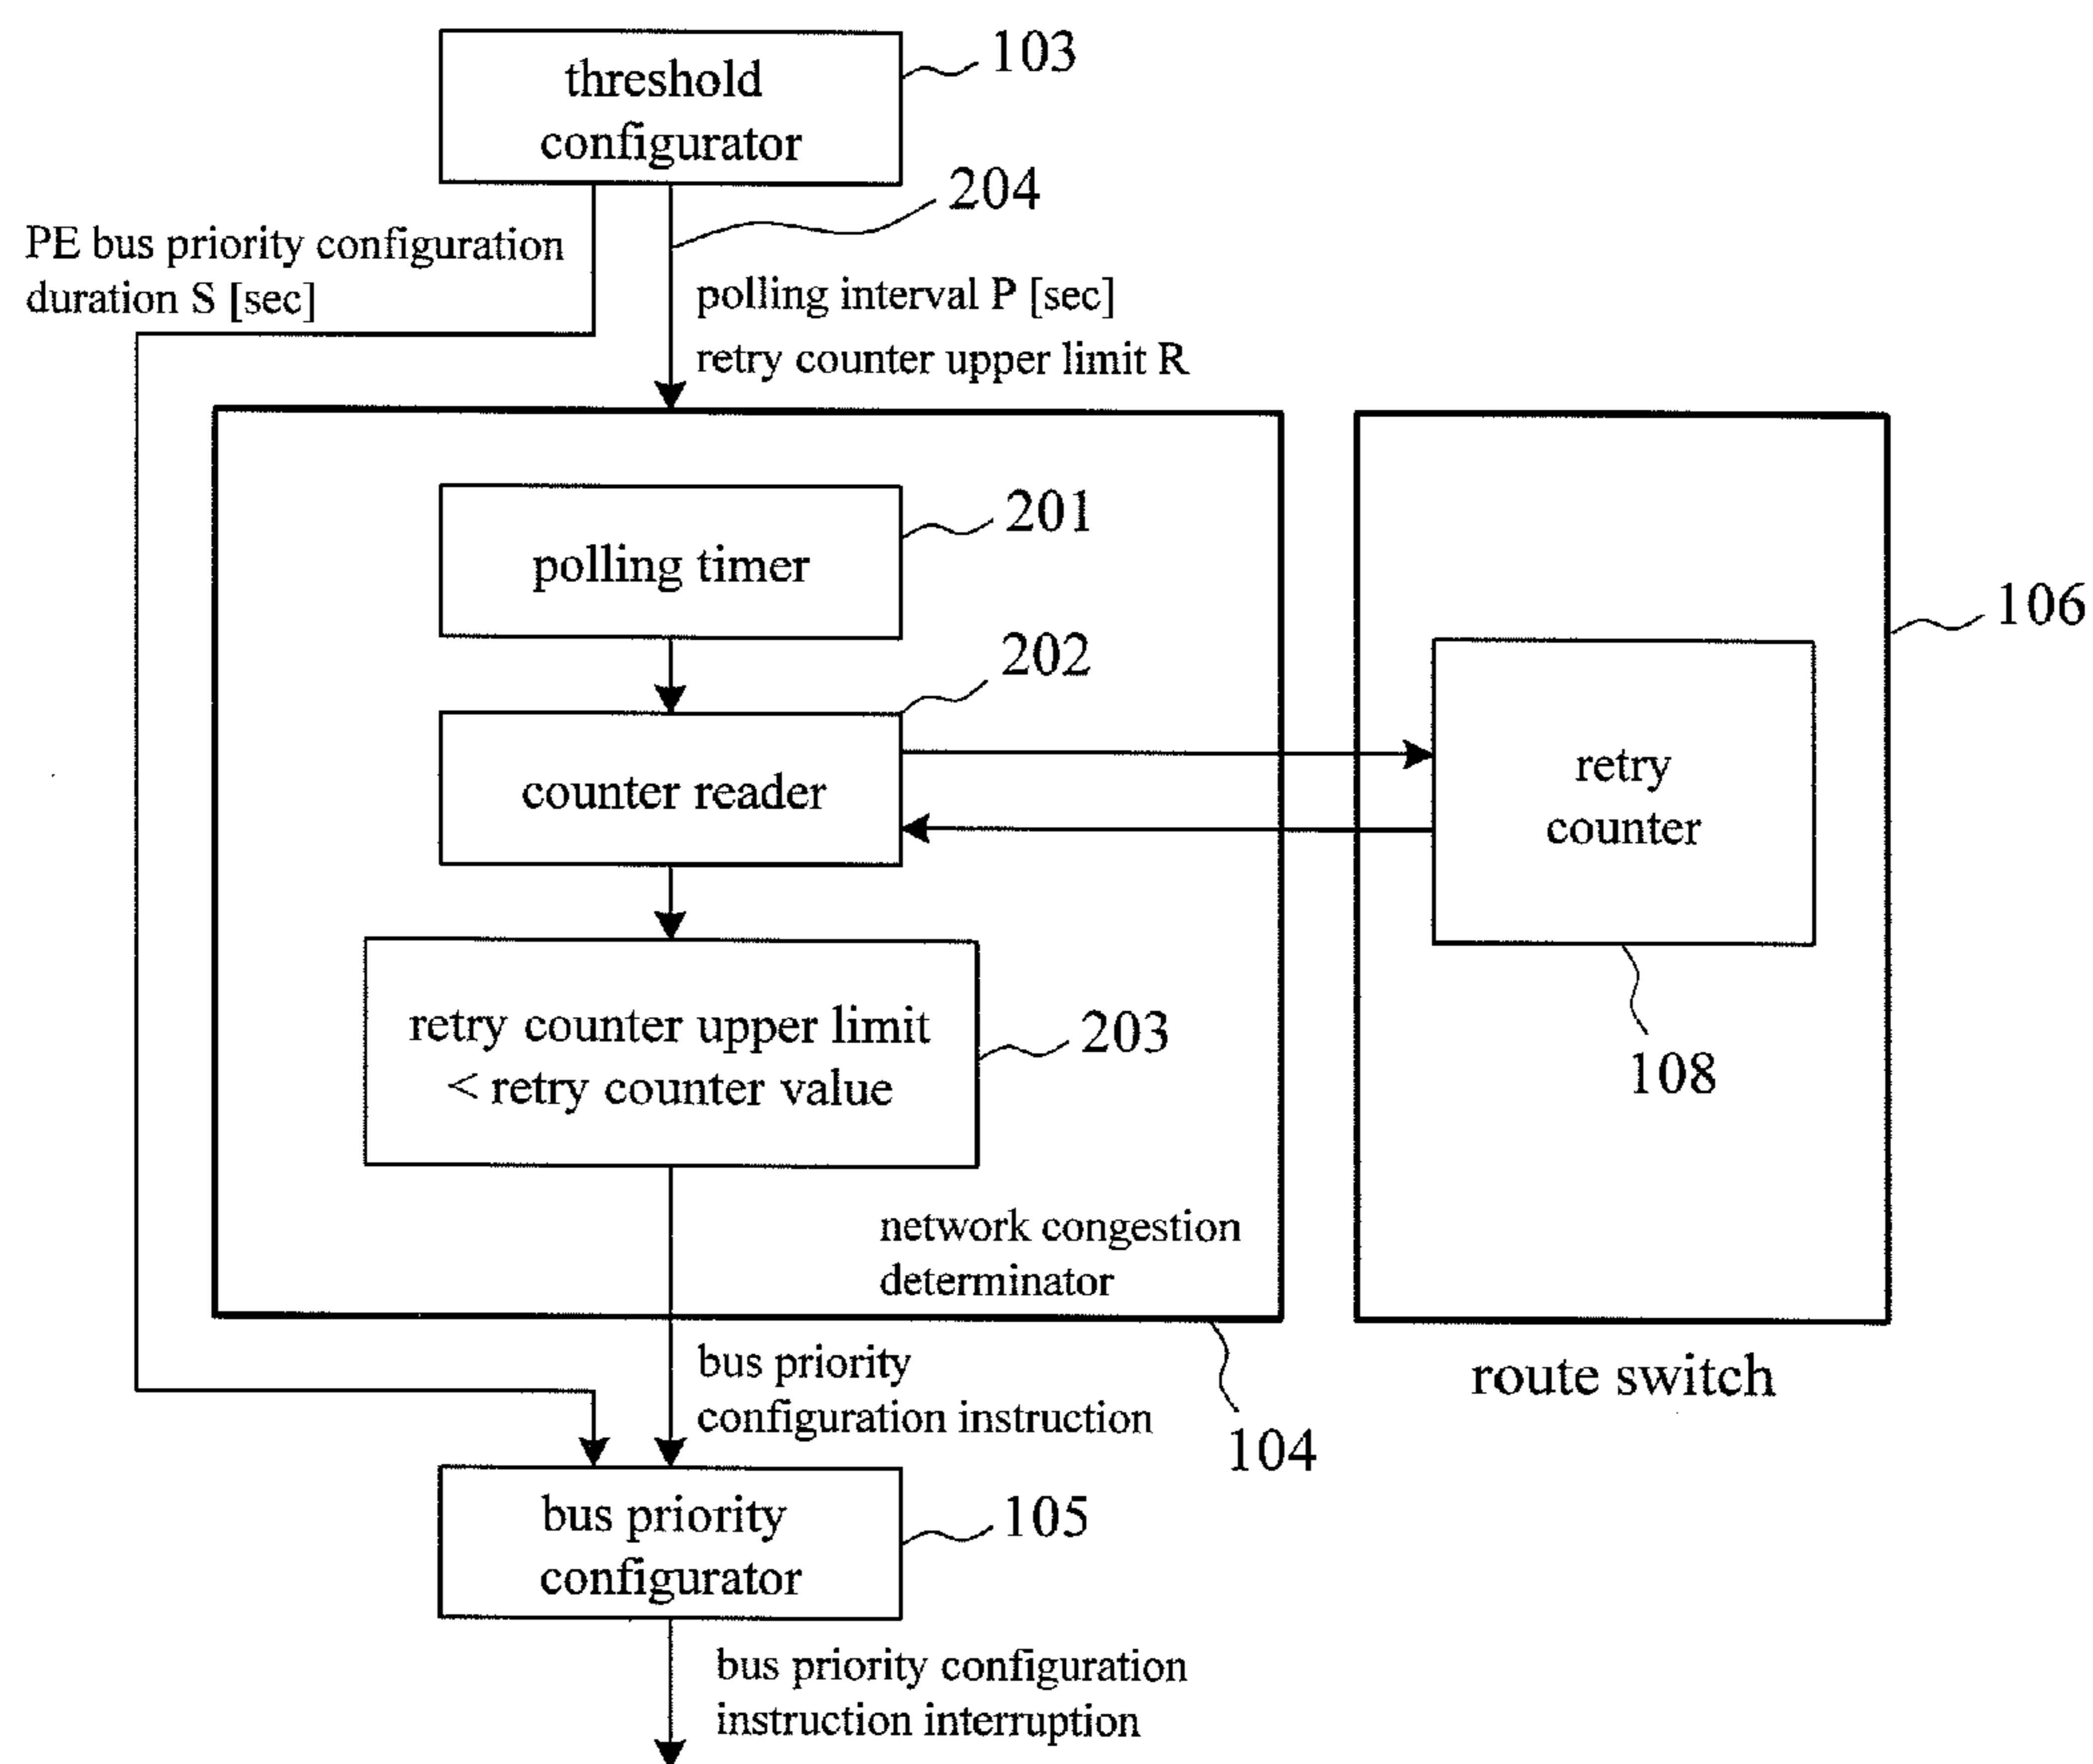 threshold
configurator
103
204
PE bus priority configuration
duration S [sec]
polling interval P [sec]
retry counter upper limit R
polling timer
201
202
counter reader
retry
counter
106
108
retry counter upper limit
< retry counter value
203
network congestion
determinator
104
route switch
bus priority
configuration instruction
bus priority
configurator
105
bus priority configuration
instruction interruption